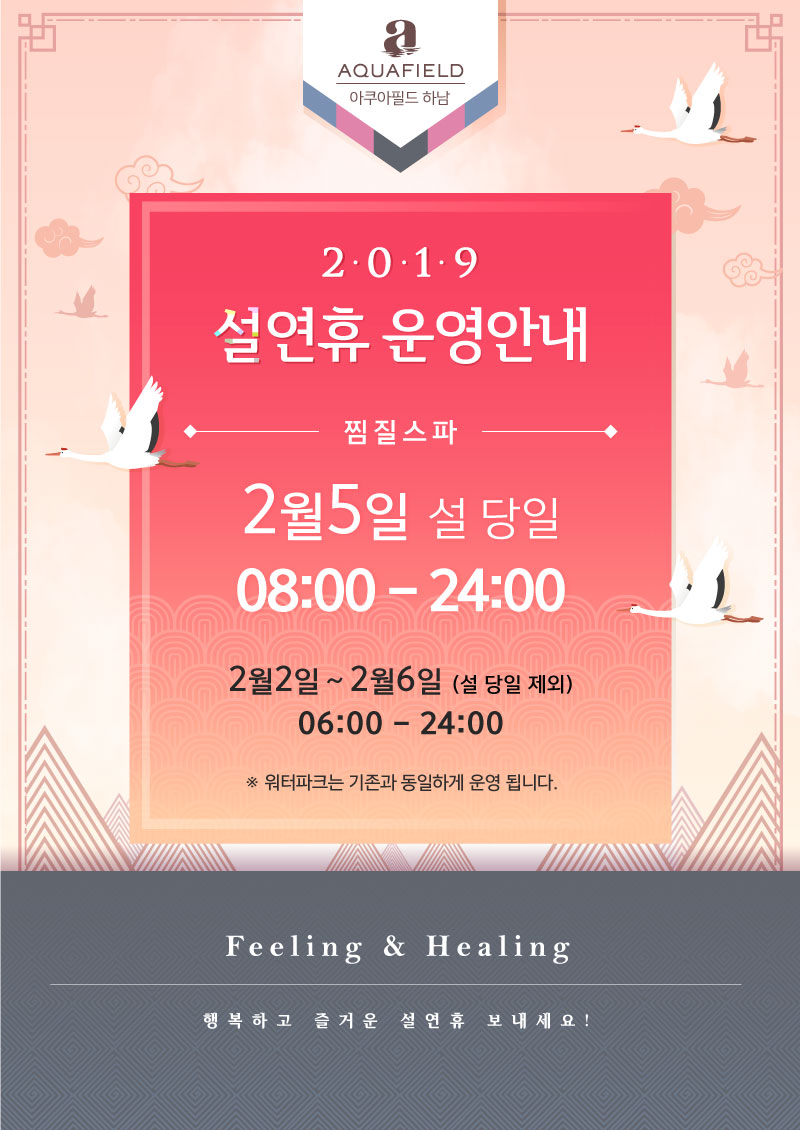 a
AQUAFIELD
아쿠아필드 하남
2·0·1·9
설연휴 운영안내
찜질스파
2월5일 설 당일
08:00 – 24:00
2월2일 ~ 2월6일 (설 당일 제외)
06:00 – 24:00
※ 워터파크는 기존과 동일하게 운영 됩니다.
Feeling & Healing
행복하고 즐거운 설연휴 보내세요!